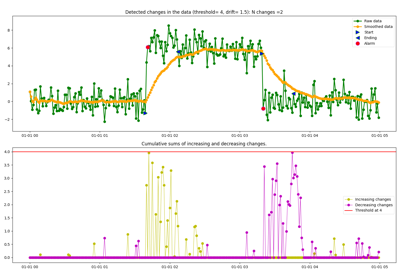 Detected changes in the data (threshold= 4, drift= 1.5): N changes =2
Raw data
Smoothed data
Start
Ending
Alarm
8
6
4
2
0
−2
01-01 00
01-01 01
01-01 02
01-01 03
01-01 04
01-01 05
Cumulative sums of increasing and decreasing changes.
4.0
3.5
3.0
2.5
2.0
1.5
1.0
0.5
0.0
Increasing changes
Decreasing changes
Threshold at 4
01-01 00
01-01 01
01-01 02
01-01 03
01-01 04
01-01 05